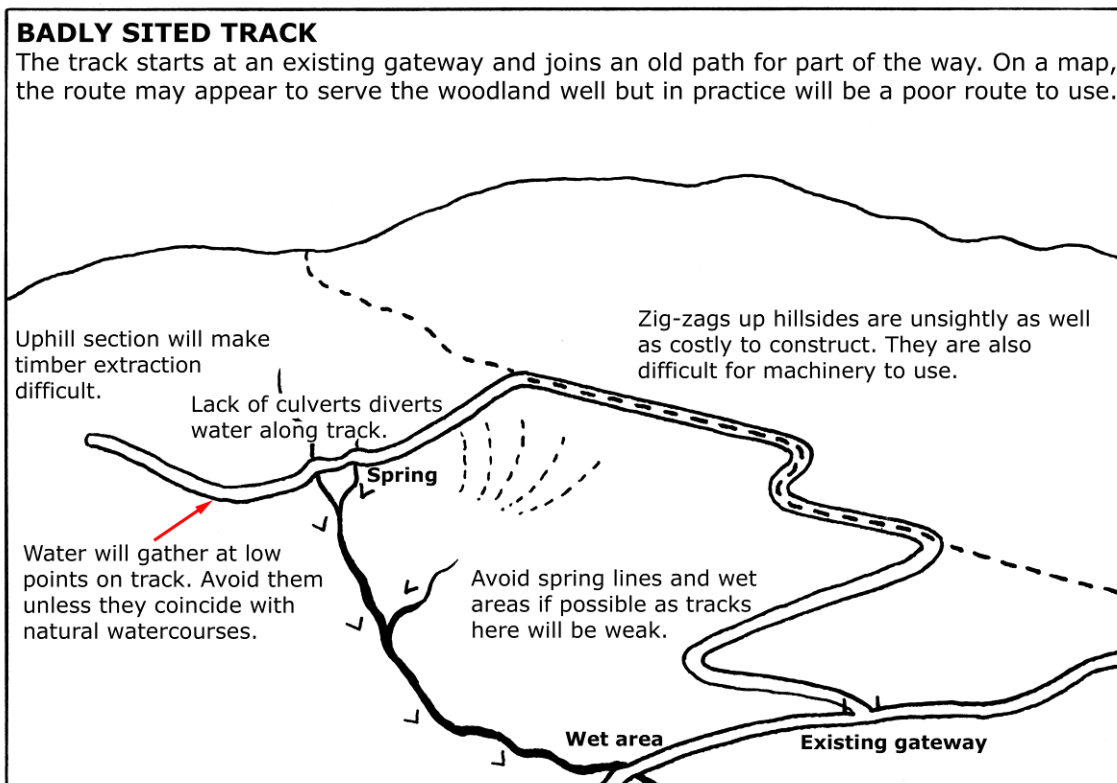 BADLY SITED TRACK
The track starts at an existing gateway and joins an old path for part of the way. On a map,
the route may appear to serve the woodland well but in practice will be a poor route to use.
Uphill section will make
timber extraction
difficult.
Zig-zags up hillsides are unsightly as well
as costly to construct. They are also
difficult for machinery to use.
Lack of culverts diverts
water along track.
Spring
Water will gather at low
points on track. Avoid them
unless they coincide with
natural watercourses.
Avoid spring lines and wet
areas if possible as tracks
here will be weak.
Wet area
Existing gateway